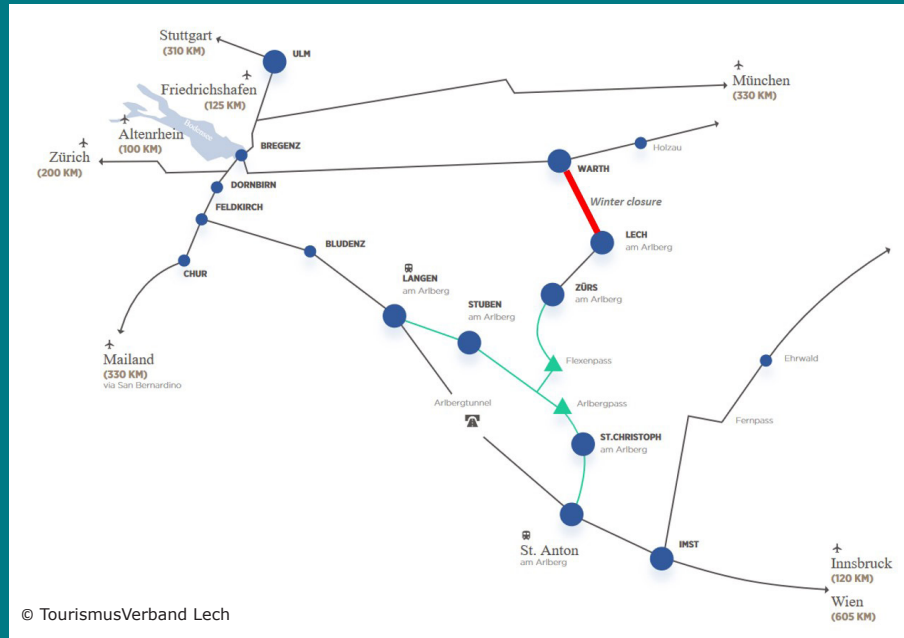 Stuttgart
(310 KM)
ULM
Friedrichshafen
(125 KM)
München
(330 KM)
Bodensee
Altenrhein
(100 KM)
BREGENZ
Holzau
Zürich
(200 KM)
WARTH
DORNBIRN
Winter closure
FELDKIRCH
LECH
am Arlberg
BLUDENZ
CHUR
LANGEN
am Arlberg
ZÜRS
am Arlberg
STUBEN
am Arlberg
Mailand
(330 KM)
via San Bernardino
Flexenpass
Ehrwald
Arlbergtunnel
Arlbergpass
Fernpass
ST.CHRISTOPH
am Arlberg
St. Anton
am Arlberg
IMST
Innsbruck
(120 KM)
Wien
(605 KM)
© TourismusVerband Lech